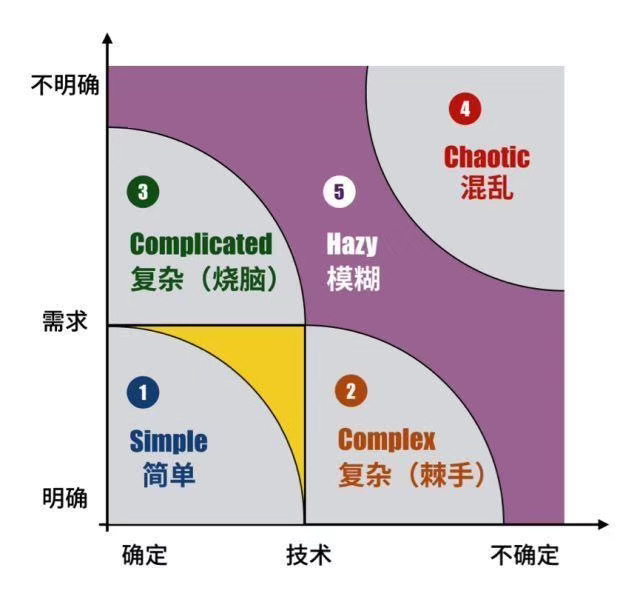 不明确
4
Chaotic
混乱
3
Complicated
复杂（烧脑）
5
Hazy
模糊
需求
1
Simple
简单
2
Complex
复杂（棘手）
明确
确定
技术
不确定